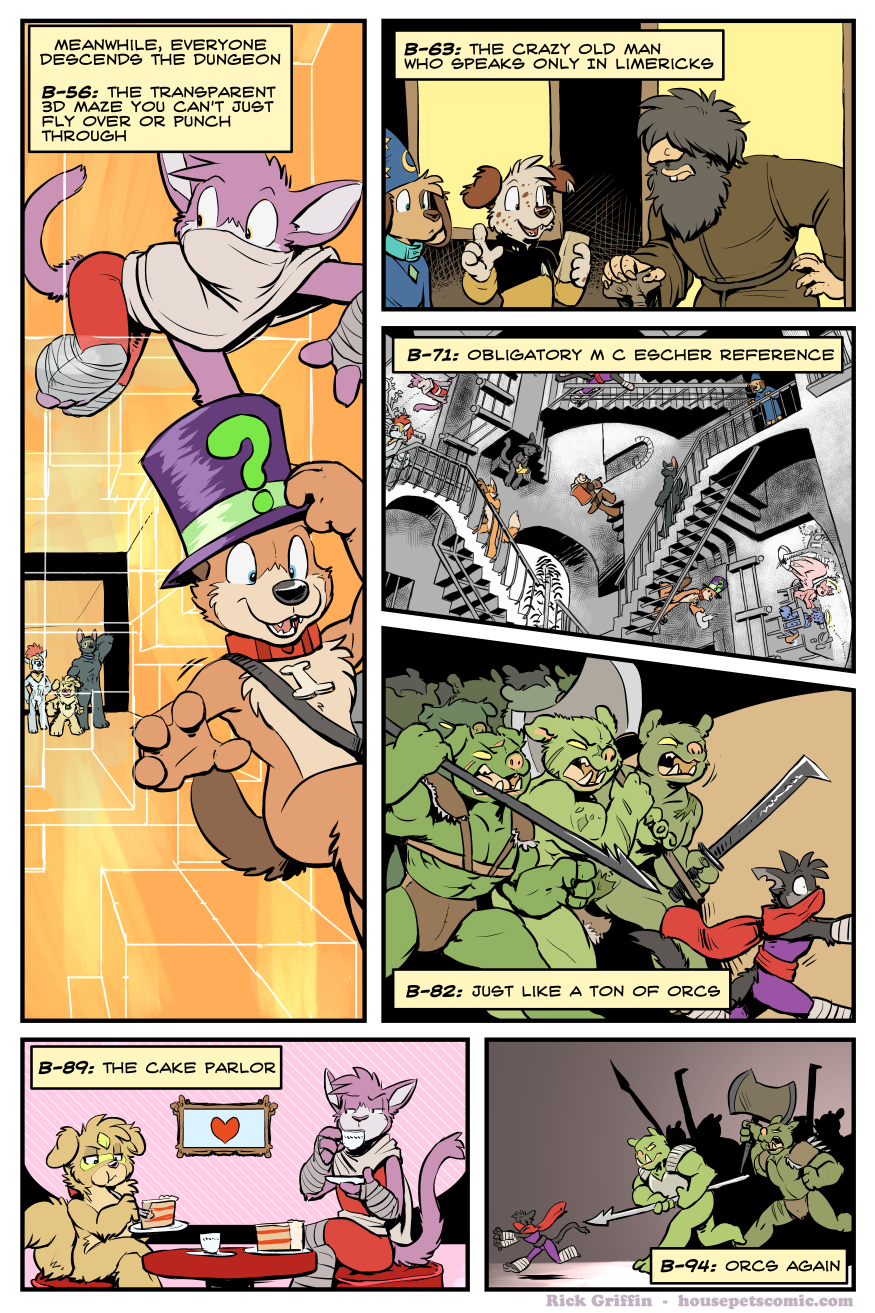 MEANWHILE, EVERYONE
DESCENDS THE DUNGEON
B-56: THE TRANSPARENT
3D MAZE YOU CAN'T JUST
FLY OVER OR PUNCH
THROUGH
B-63: THE CRAZY OLD MAN
WHO SPEAKS ONLY IN LIMERICKS
?
B-71: OBLIGATORY M C ESCHER REFERENCE
B-82: JUST LIKE A TON OF ORCS
B-89: THE CAKE PARLOR
B-94: ORCS AGAIN
Rick Griffin - housepetscomic.com